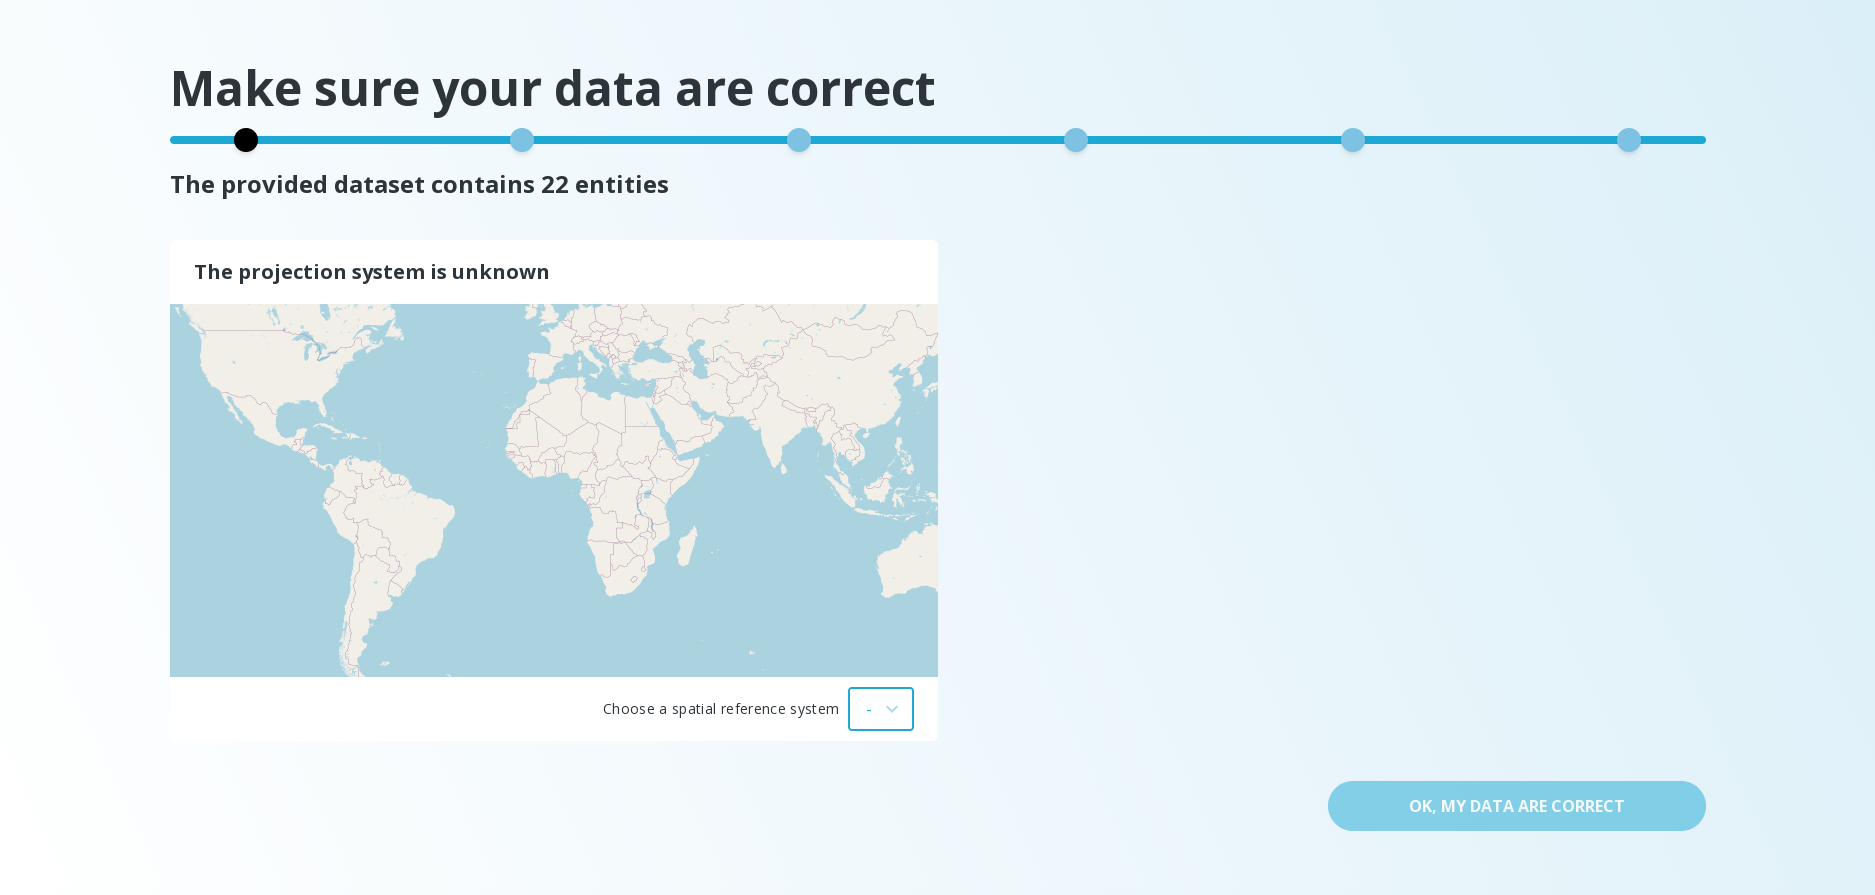 Make sure your data are correct
The provided dataset contains 22 entities
The projection system is unknown
Choose a spatial reference system
-
OK, MY DATA ARE CORRECT